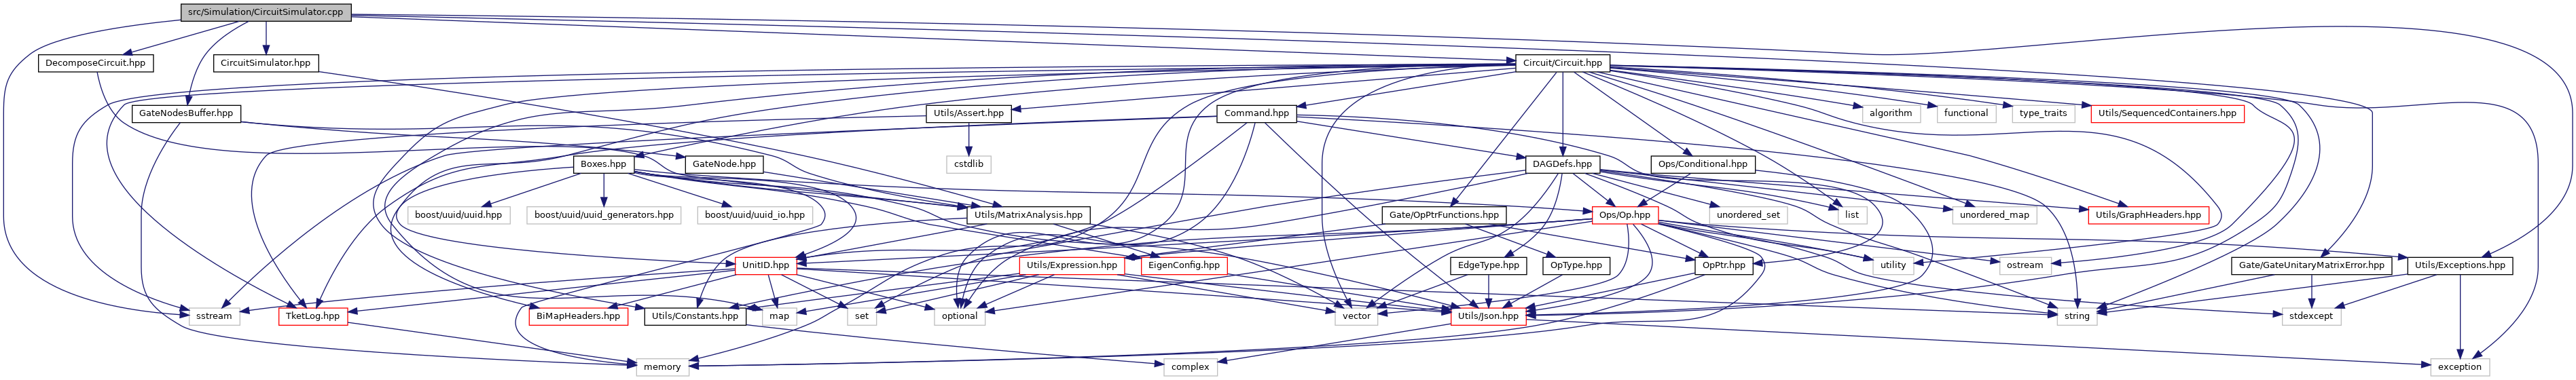 src/Simulation/CircuitSimulator.cpp
DecomposeCircuit.hpp
CircuitSimulator.hpp
Circuit/Circuit.hpp
GateNodesBuffer.hpp
Utils/Assert.hpp
Command.hpp
algorithm
functional
type_traits
Utils/SequencedContainers.hpp
Boxes.hpp
GateNode.hpp
cstdlib
DAGDefs.hpp
Ops/Conditional.hpp
boost/uuid/uuid.hpp
boost/uuid/uuid_generators.hpp
boost/uuid/uuid_io.hpp
Utils/MatrixAnalysis.hpp
Gate/OpPtrFunctions.hpp
Ops/Op.hpp
unordered_set
list
unordered_map
Utils/GraphHeaders.hpp
UnitID.hpp
Utils/Expression.hpp
EigenConfig.hpp
EdgeType.hpp
OpType.hpp
OpPtr.hpp
utility
ostream
Gate/GateUnitaryMatrixError.hpp
Utils/Exceptions.hpp
sstream
TketLog.hpp
BiMapHeaders.hpp
Utils/Constants.hpp
map
set
optional
vector
Utils/Json.hpp
string
stdexcept
memory
complex
exception